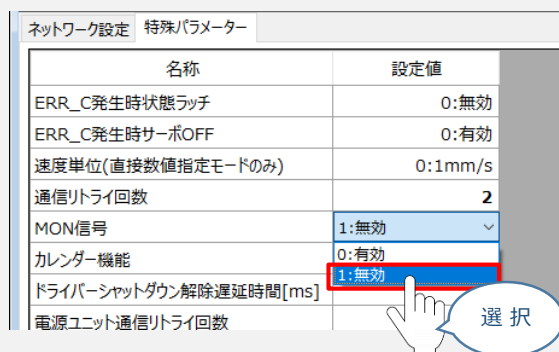 ネットワーク設定 特殊パラメーター
名称 設定値
ERR_C発生時状態ラッチ 0:無効
ERR_C発生時サーボOFF 0:有効
速度単位(直接数値指定モードのみ) 0:1mm/s
通信リトライ回数 2
MON信号 1:無効
カレンダー機能 0:有効
1:無効
ドライバーシャットダウン解除遅延時間[ms]
電源ユニット通信リトライ回数
選択